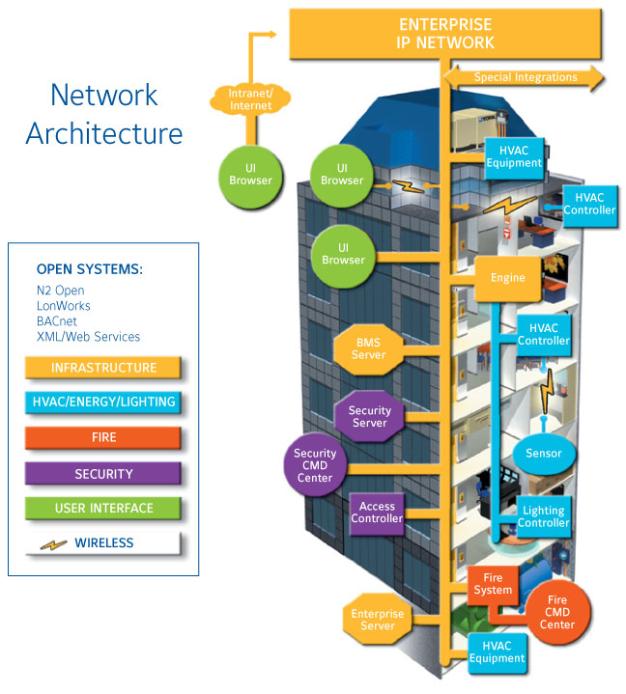 ENTERPRISE
IP NETWORK
Special Integrations
Network
Architecture
Intranet/
Internet
UI
Browser
UI
Browser
HVAC
Equipment
HVAC
Controller
UI
Browser
Engine
OPEN SYSTEMS:
N2 Open
LonWorks
BACnet
XML/Web Services
INFRASTRUCTURE
HVAC/ENERGY/LIGHTING
FIRE
SECURITY
USER INTERFACE
WIRELESS
BMS
Server
HVAC
Controller
Security
Server
Security
CMD
Center
Sensor
Access
Controller
Lighting
Controller
Fire
System
Fire
CMD
Center
Enterprise
Server
HVAC
Equipment